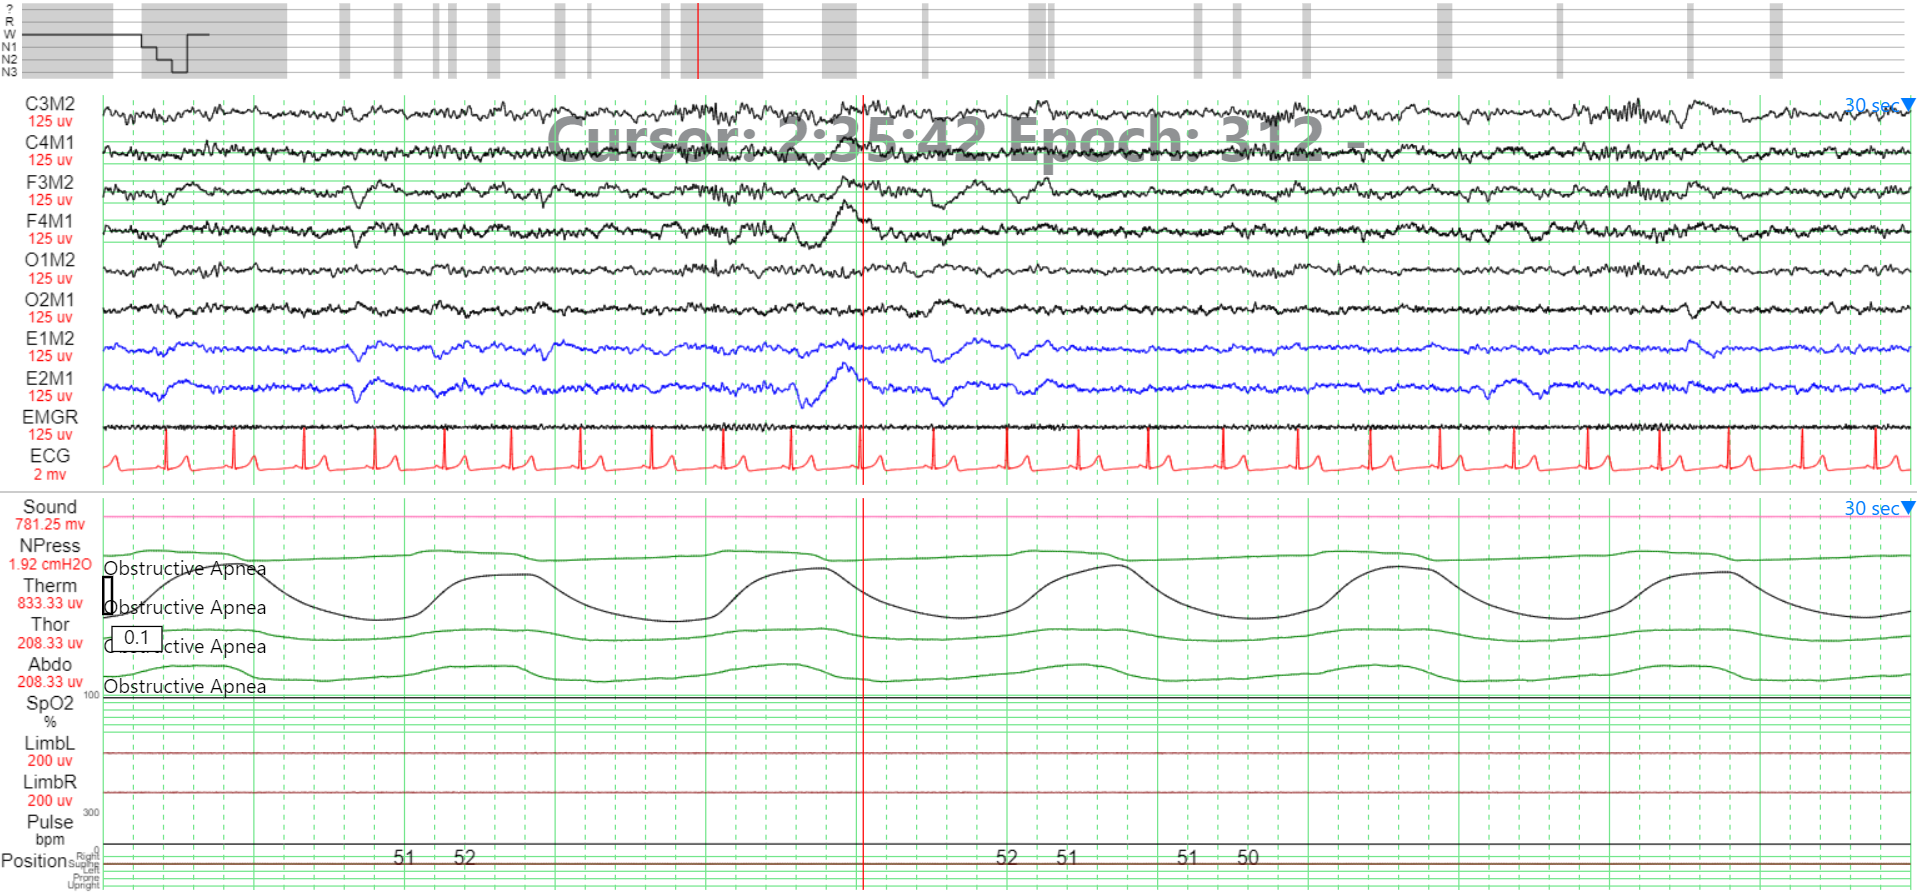 ?
R
W
N1
N2
N3
C3M2
125 uv
30 sec
Cursor: 2:35:42 Epoch: 312 -
C4M1
125 uv
F3M2
125 uv
F4M1
125 uv
O1M2
125 uv
O2M1
125 uv
E1M2
125 uv
E2M1
125 uv
EMGR
125 uv
ECG
2 mv
Sound
781.25 mv
30 sec
NPress
1.92 cmH2O
Obstructive Apnea
Therm
833.33 uv
Obstructive Apnea
Thor
208.33 uv
0.1
Obstructive Apnea
Abdo
208.33 uv
Obstructive Apnea
100
SpO2
%
LimbL
200 uv
LimbR
200 uv
300
Pulse
bpm
0
51 52 52 51 51 50
Position
Right
Supine
Left
Prone
Upright